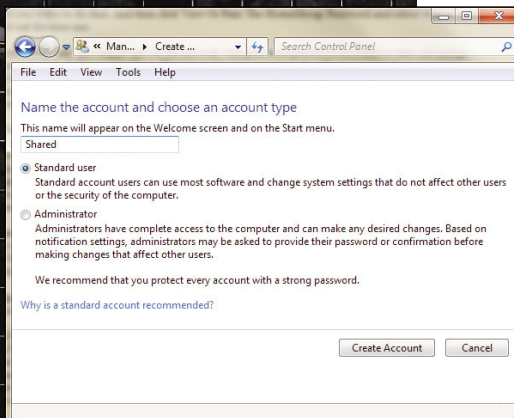 « Man... ▸ Create ...
Search Control Panel
File Edit View Tools Help
Name the account and choose an account type
This name will appear on the Welcome screen and on the Start menu.
Shared
Standard user
Standard account users can use most software and change system settings that do not affect other users
or the security of the computer.
Administrator
Administrators have complete access to the computer and can make any desired changes. Based on
notification settings, administrators may be asked to provide their password or confirmation before
making changes that affect other users.
We recommend that you protect every account with a strong password.
Why is a standard account recommended?
Create Account Cancel